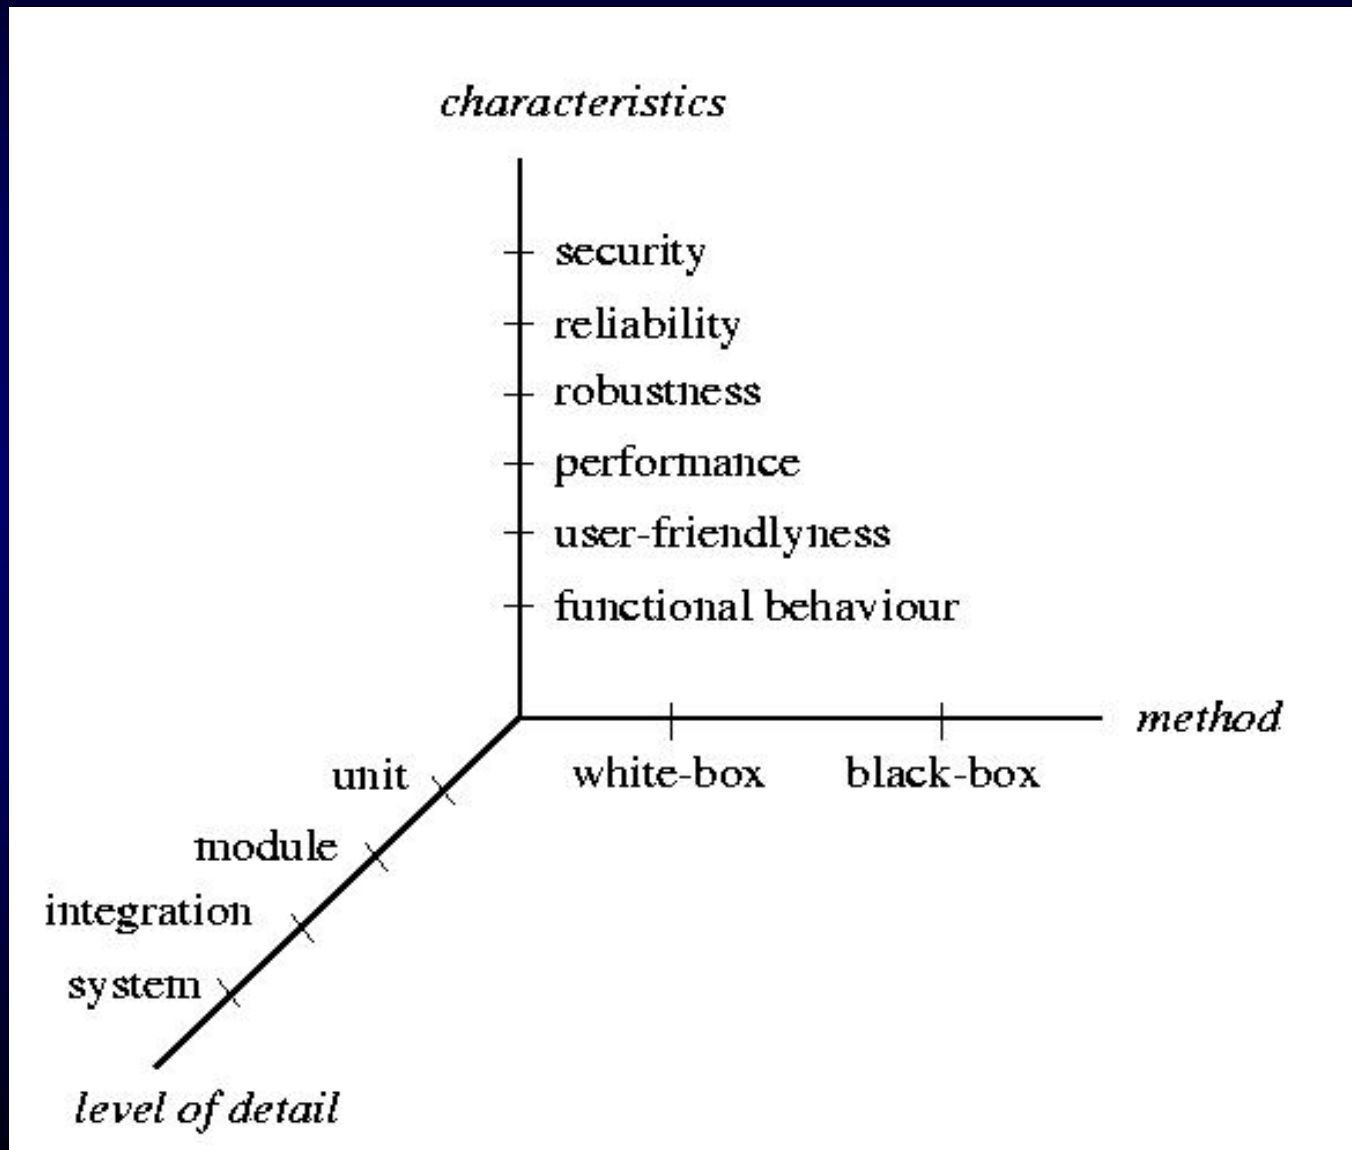 characteristics
security
reliability
robustness
performance
user-friendlyness
functional behaviour
method
white-box
black-box
unit
module
integration
system
level of detail